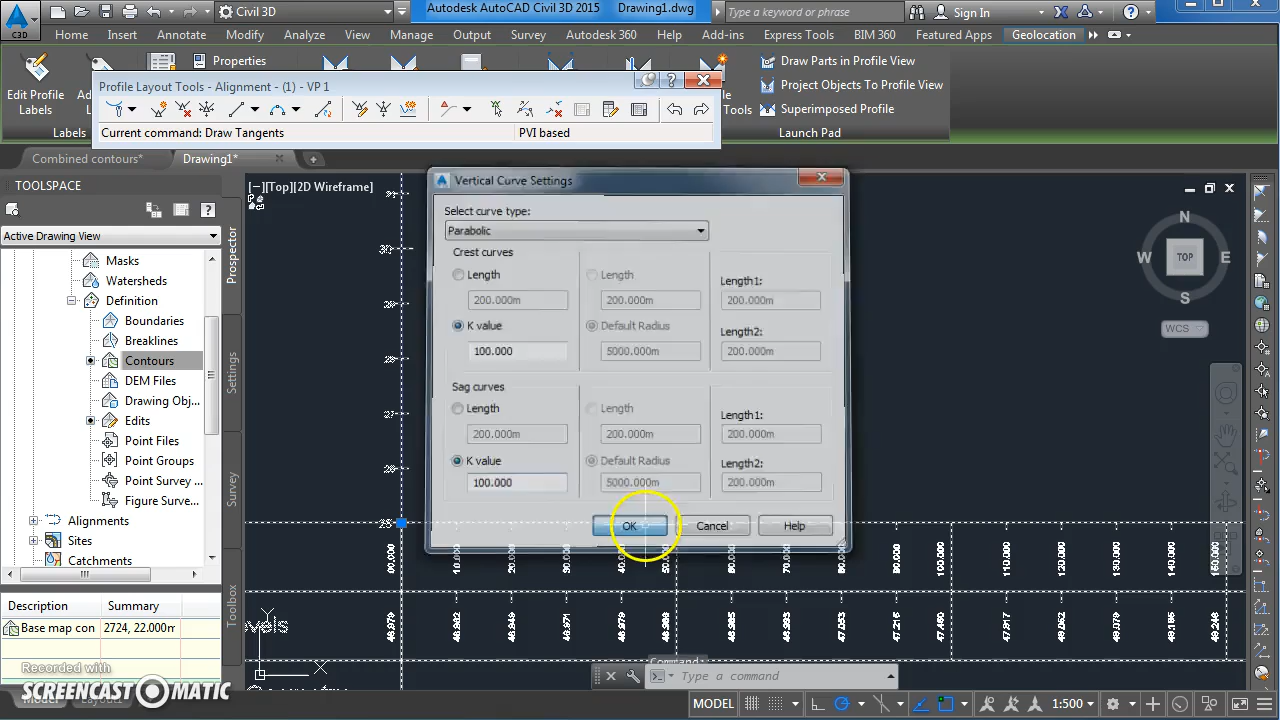 C3D
Civil 3D
Autodesk AutoCAD Civil 3D 2015 Drawing1.dwg
Type a keyword or phrase
Sign In
Home Insert Annotate Modify Analyze View Manage Output Survey Autodesk 360 Help Add-ins Express Tools BIM 360 Featured Apps Geolocation
Edit Profile
Labels
Properties
Labels
Tools
Draw Parts in Profile View
Project Objects To Profile View
Superimposed Profile
Launch Pad
Profile Layout Tools - Alignment - (1) - VP 1
Current command: Draw Tangents
PVI based
Combined contours*
Drawing1*
TOOLSPACE
Active Drawing View
Masks
Watersheds
Definition
Boundaries
Breaklines
Contours
DEM Files
Drawing Obj...
Edits
Point Files
Point Groups
Point Survey...
Figure Surve...
Alignments
Sites
Catchments
Prospector
Settings
Survey
Toolbox
Description Summary
Base map con 2724, 22.000m
[−][Top][2D Wireframe]
Vertical Curve Settings
Select curve type:
Parabolic
Crest curves
Length
200.000m
K value
100.000
Length
200.000m
Default Radius
5000.000m
Length1:
200.000m
Length2:
200.000m
Sag curves
Length
200.000m
K value
100.000
Length
200.000m
Default Radius
5000.000m
Length1:
200.000m
Length2:
200.000m
OK
Cancel
Help
N
W TOP E
S
WCS
27
25
Y
X
Command:
Type a command
Recorded with
SCREENCAST MATIC
Model Layout1
MODEL
1:500